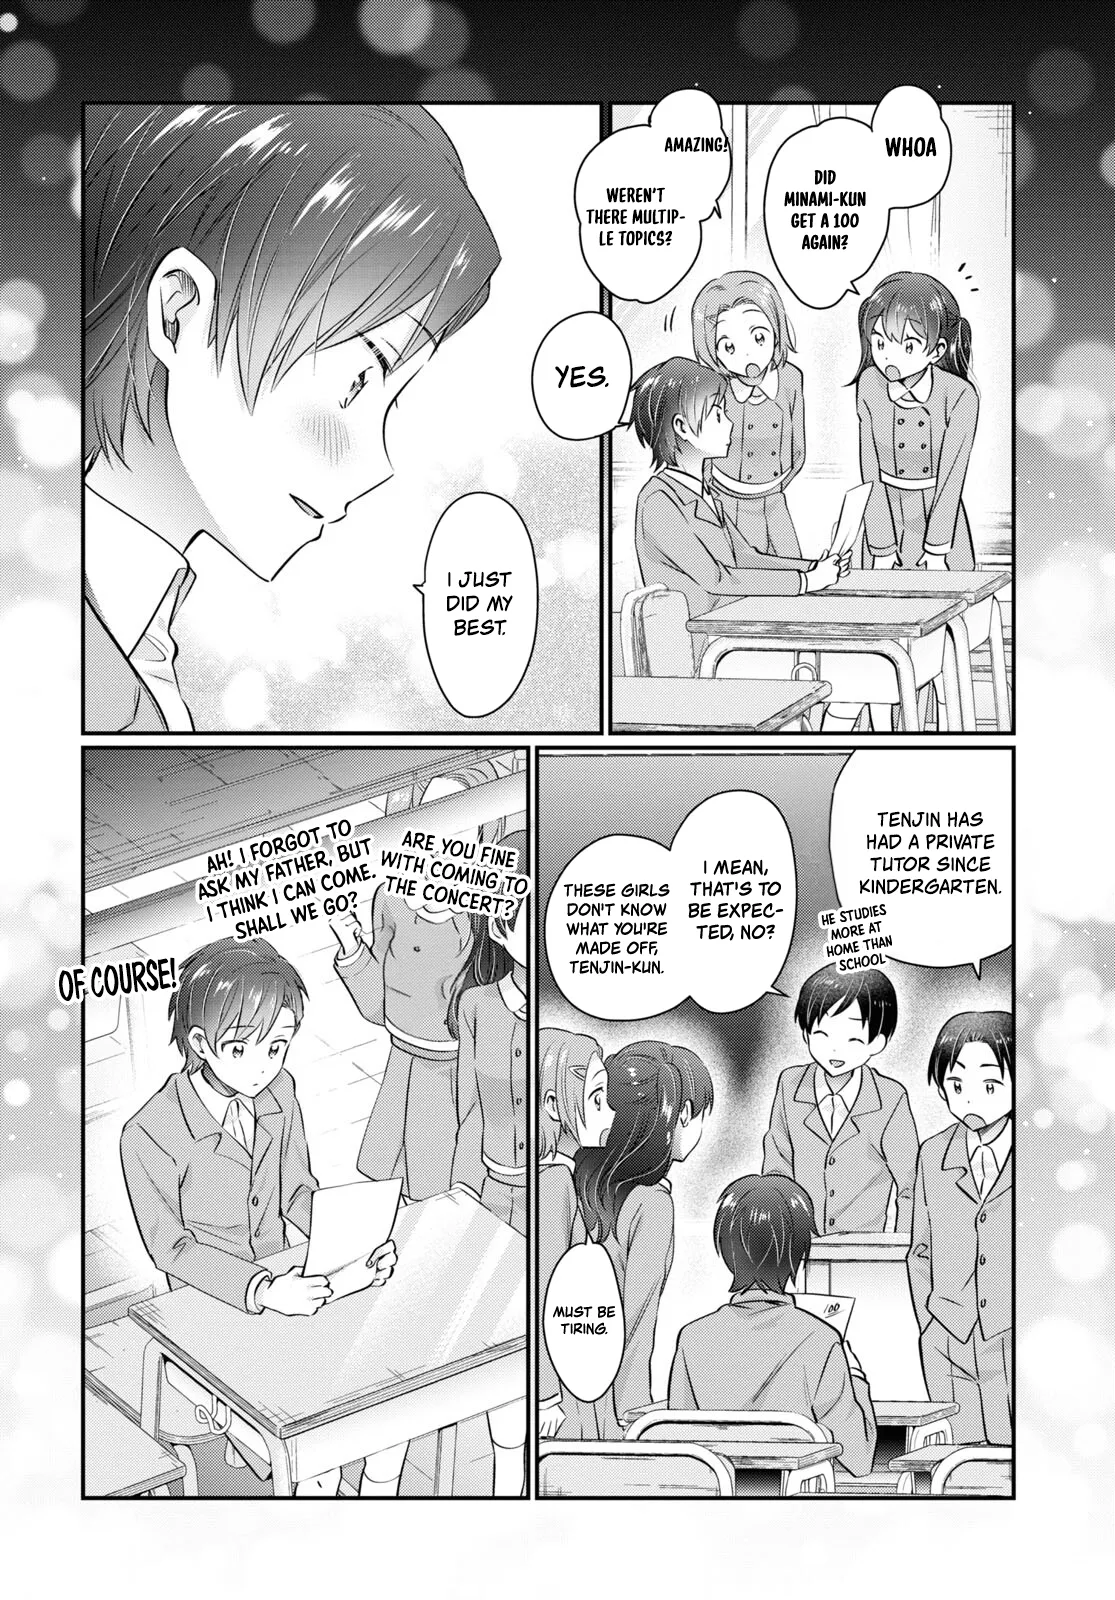 WHOA
DID
MINAMI-KUN
GET A 100
AGAIN?
AMAZING!
WEREN'T
THERE MULTIP-
LE TOPICS?
YES.
I JUST
DID MY
BEST.
TENJIN HAS
HAD A PRIVATE
TUTOR SINCE
KINDERGARTEN.
HE STUDIES
MORE AT
HOME THAN
SCHOOL
I MEAN,
THAT'S TO
BE EXPEC-
TED, NO?
THESE GIRLS
DON'T KNOW
WHAT YOU'RE
MADE OFF,
TENJIN-KUN.
MUST BE
TIRING.
100
ARE YOU FINE
WITH COMING TO
THE CONCERT?
AH! I FORGOT TO
ASK MY FATHER, BUT
I THINK I CAN COME.
SHALL WE GO?
OF COURSE!